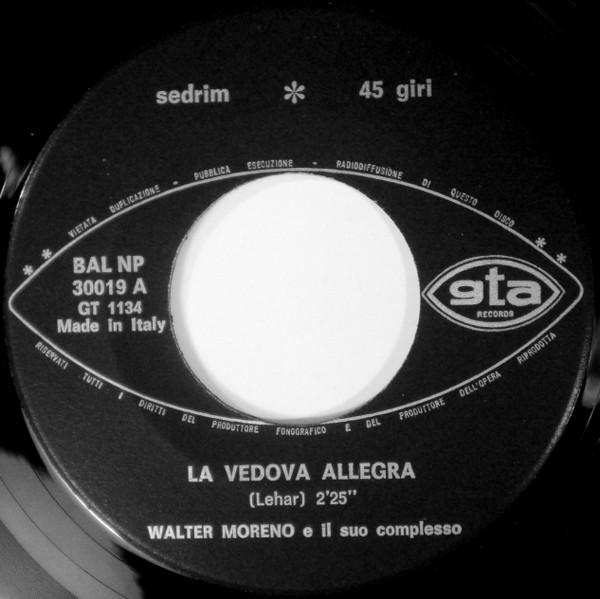 sedrim * 45 giri
* * VIETATA DUPLICAZIONE - PUBBLICA ESECUZIONE - RADIODIFFUSIONE DI QUESTO DISCO * *
BAL NP
30019 A
GT 1134
Made in Italy
gta
RECORDS
RISERVATI TUTTI I DIRITTI DEL PRODUTTORE FONOGRAFICO E DEL PRODUTTORE DELL'OPERA RIPRODOTTA
LA VEDOVA ALLEGRA
(Lehar) 2'25"
WALTER MORENO e il suo complesso